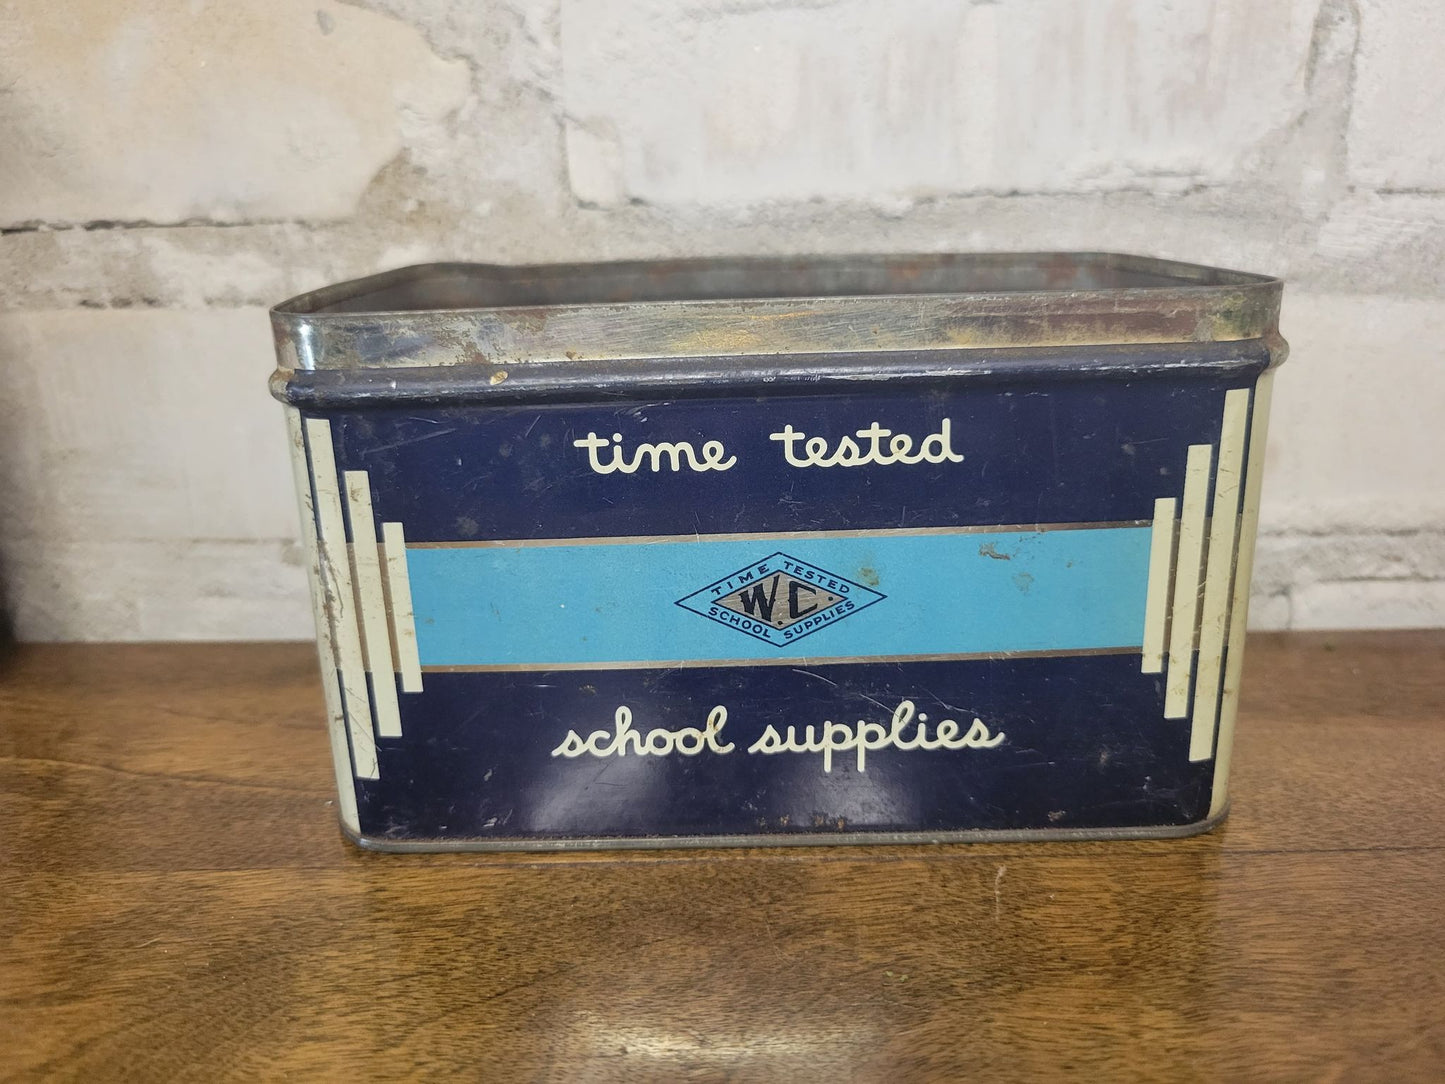 time tested
TIME TESTED
W.C.
SCHOOL SUPPLIES
school supplies